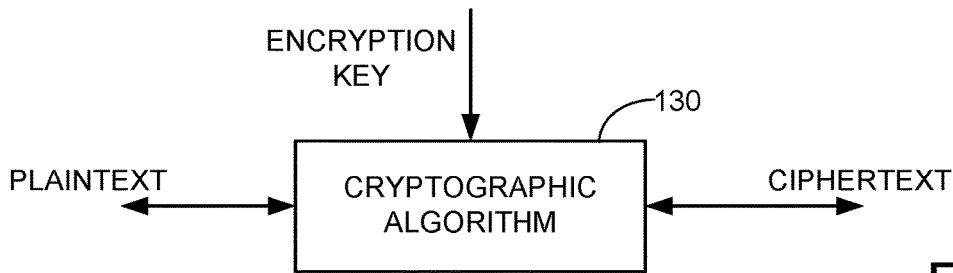 ENCRYPTION
KEY
130
PLAINTEXT
CRYPTOGRAPHIC
ALGORITHM
CIPHERTEXT